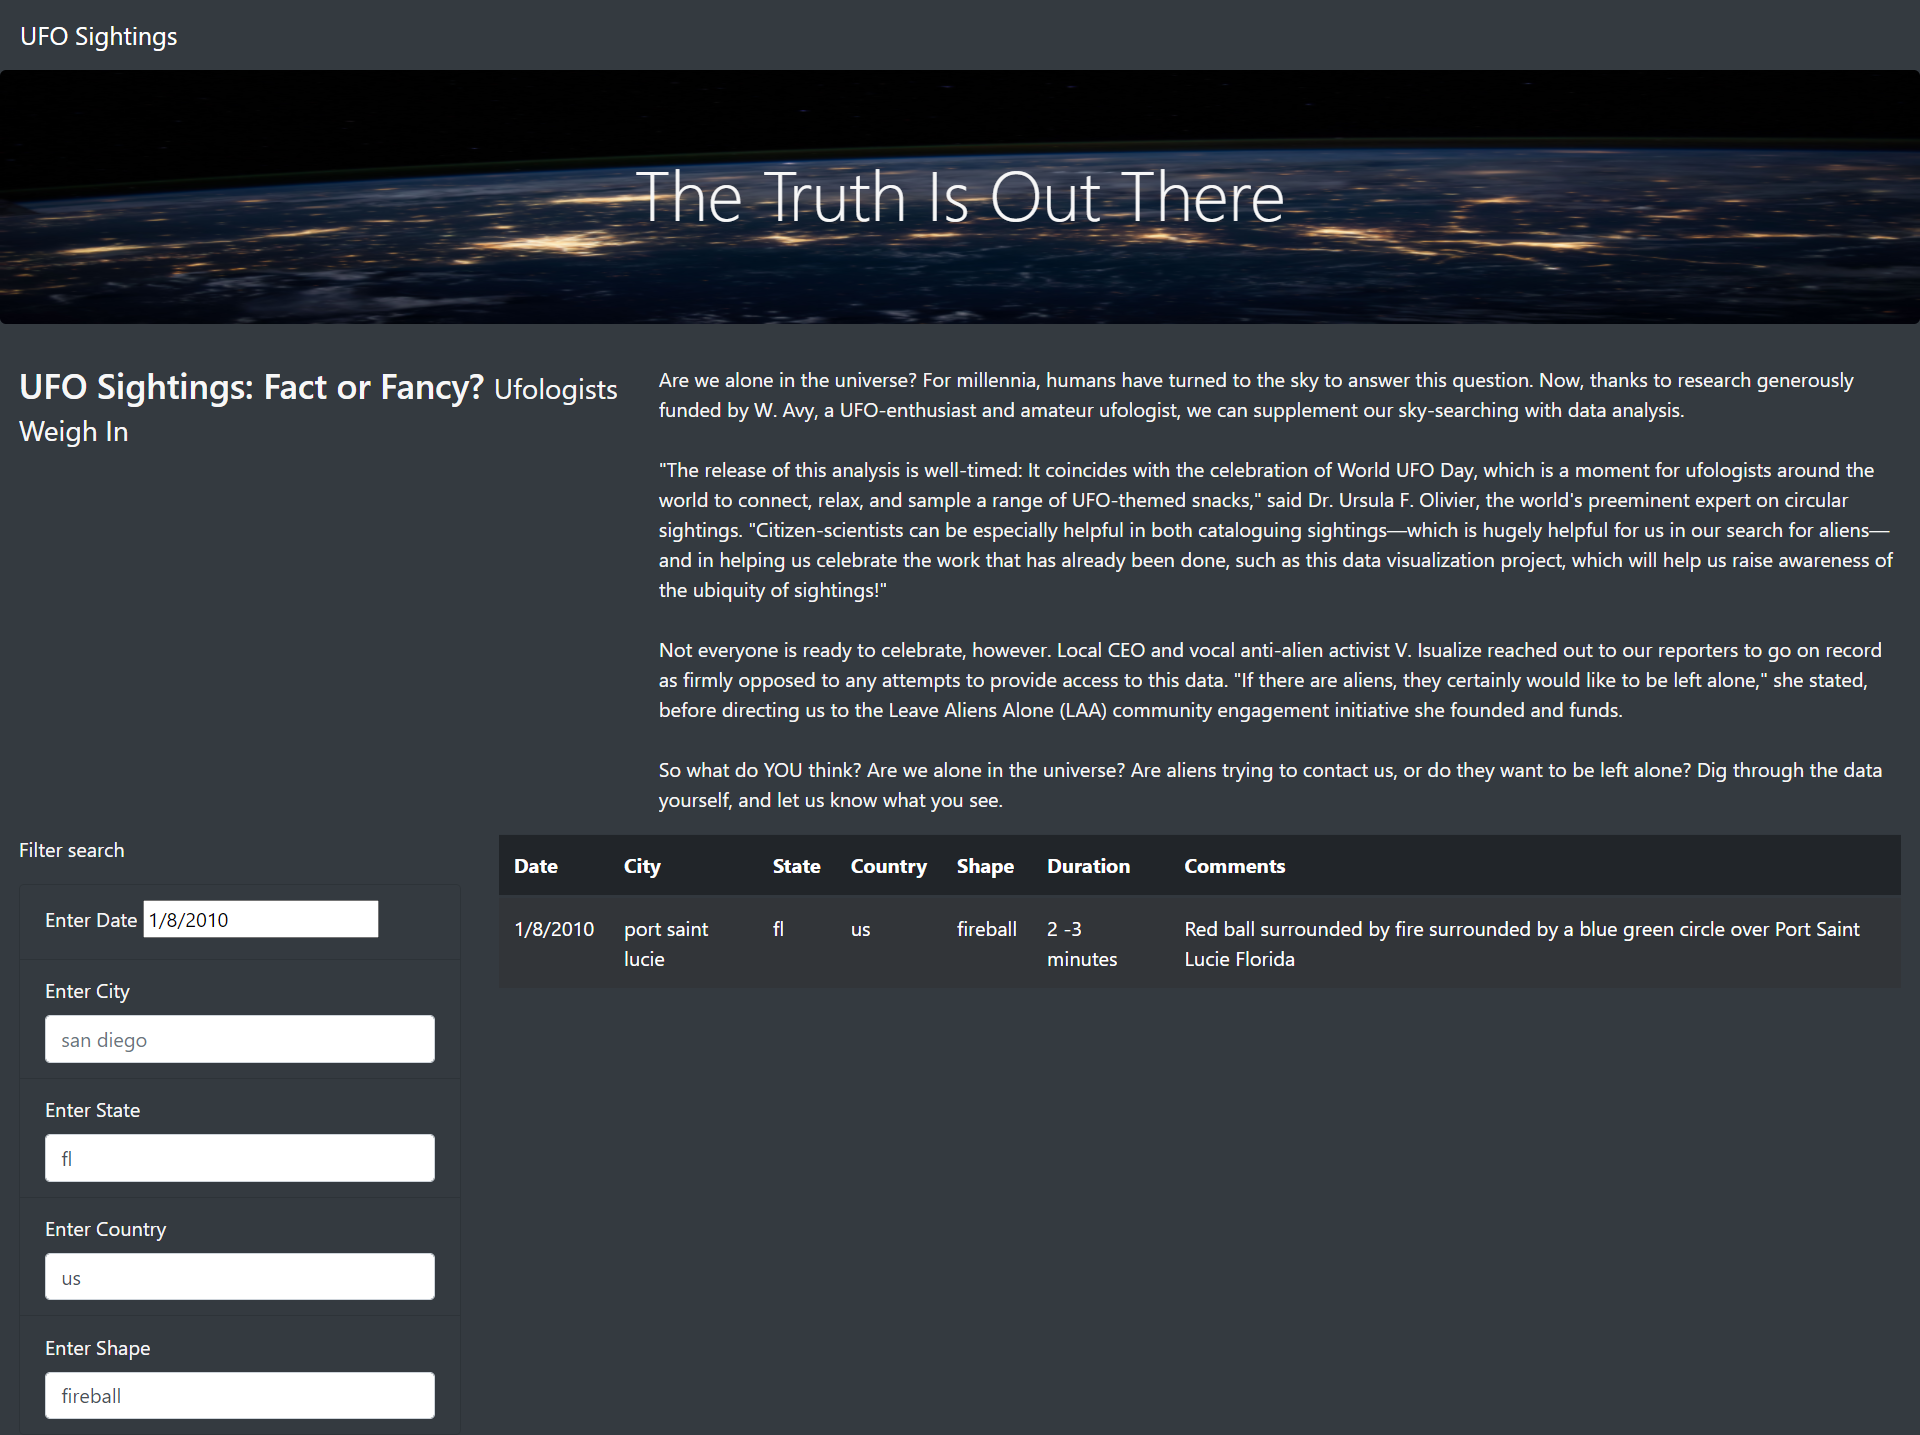 UFO Sightings
The Truth Is Out There
UFO Sightings: Fact or Fancy? Ufologists
Weigh In
Are we alone in the universe? For millennia, humans have turned to the sky to answer this question. Now, thanks to research generously
funded by W. Avy, a UFO-enthusiast and amateur ufologist, we can supplement our sky-searching with data analysis.
"The release of this analysis is well-timed: It coincides with the celebration of World UFO Day, which is a moment for ufologists around the
world to connect, relax, and sample a range of UFO-themed snacks," said Dr. Ursula F. Olivier, the world's preeminent expert on circular
sightings. "Citizen-scientists can be especially helpful in both cataloguing sightings—which is hugely helpful for us in our search for aliens—
and in helping us celebrate the work that has already been done, such as this data visualization project, which will help us raise awareness of
the ubiquity of sightings!"
Not everyone is ready to celebrate, however. Local CEO and vocal anti-alien activist V. Isualize reached out to our reporters to go on record
as firmly opposed to any attempts to provide access to this data. "If there are aliens, they certainly would like to be left alone," she stated,
before directing us to the Leave Aliens Alone (LAA) community engagement initiative she founded and funds.
So what do YOU think? Are we alone in the universe? Are aliens trying to contact us, or do they want to be left alone? Dig through the data
yourself, and let us know what you see.
Filter search
Enter Date 1/8/2010
Enter City
san diego
Enter State
fl
Enter Country
us
Enter Shape
fireball
Date City State Country Shape Duration Comments
1/8/2010 port saint fl us fireball 2 -3 Red ball surrounded by fire surrounded by a blue green circle over Port Saint
lucie minutes Lucie Florida